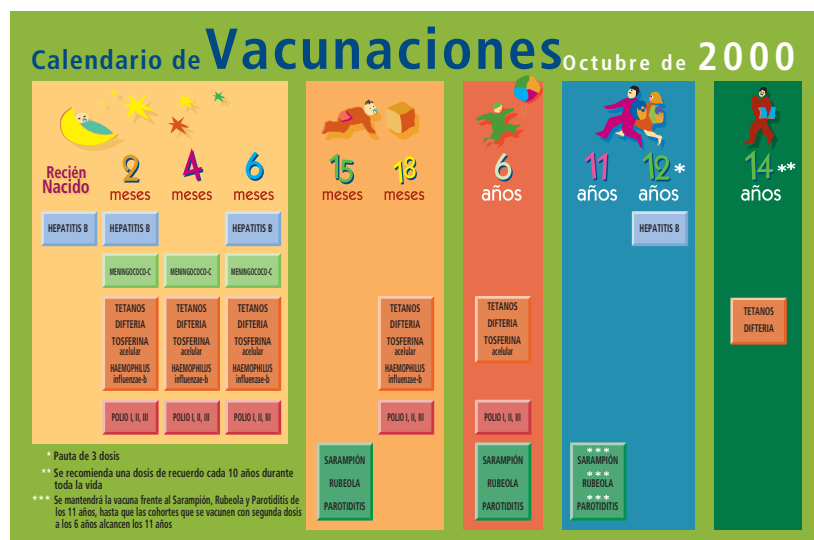 Calendario de Vacunaciones Octubre de 2000
Recién
Nacido
2
meses
4
meses
6
meses
15
meses
18
meses
6
años
11
años
12*
años
14**
años
HEPATITIS B
HEPATITIS B
HEPATITIS B
HEPATITIS B
MENINGOCOCO-C
MENINGOCOCO-C
MENINGOCOCO-C
TETANOS
DIFTERIA
TOSFERINA
acelular
HAEMOPHILUS
influenzae-b
TETANOS
DIFTERIA
TOSFERINA
acelular
HAEMOPHILUS
influenzae-b
TETANOS
DIFTERIA
TOSFERINA
acelular
HAEMOPHILUS
influenzae-b
TETANOS
DIFTERIA
TOSFERINA
acelular
HAEMOPHILUS
influenzae-b
TETANOS
DIFTERIA
TOSFERINA
acelular
TETANOS
DIFTERIA
POLIO I, II, III
POLIO I, II, III
POLIO I, II, III
POLIO I, II, III
POLIO I, II, III
SARAMPIÓN
RUBEOLA
PAROTIDITIS
SARAMPIÓN
RUBEOLA
PAROTIDITIS
***
SARAMPIÓN
***
RUBEOLA
***
PAROTIDITIS
* Pauta de 3 dosis
** Se recomienda una dosis de recuerdo cada 10 años durante
toda la vida
*** Se mantendrá la vacuna frente al Sarampión, Rubeola y Parotiditis de
los 11 años, hasta que las cohortes que se vacunen con segunda dosis
a los 6 años alcancen los 11 años